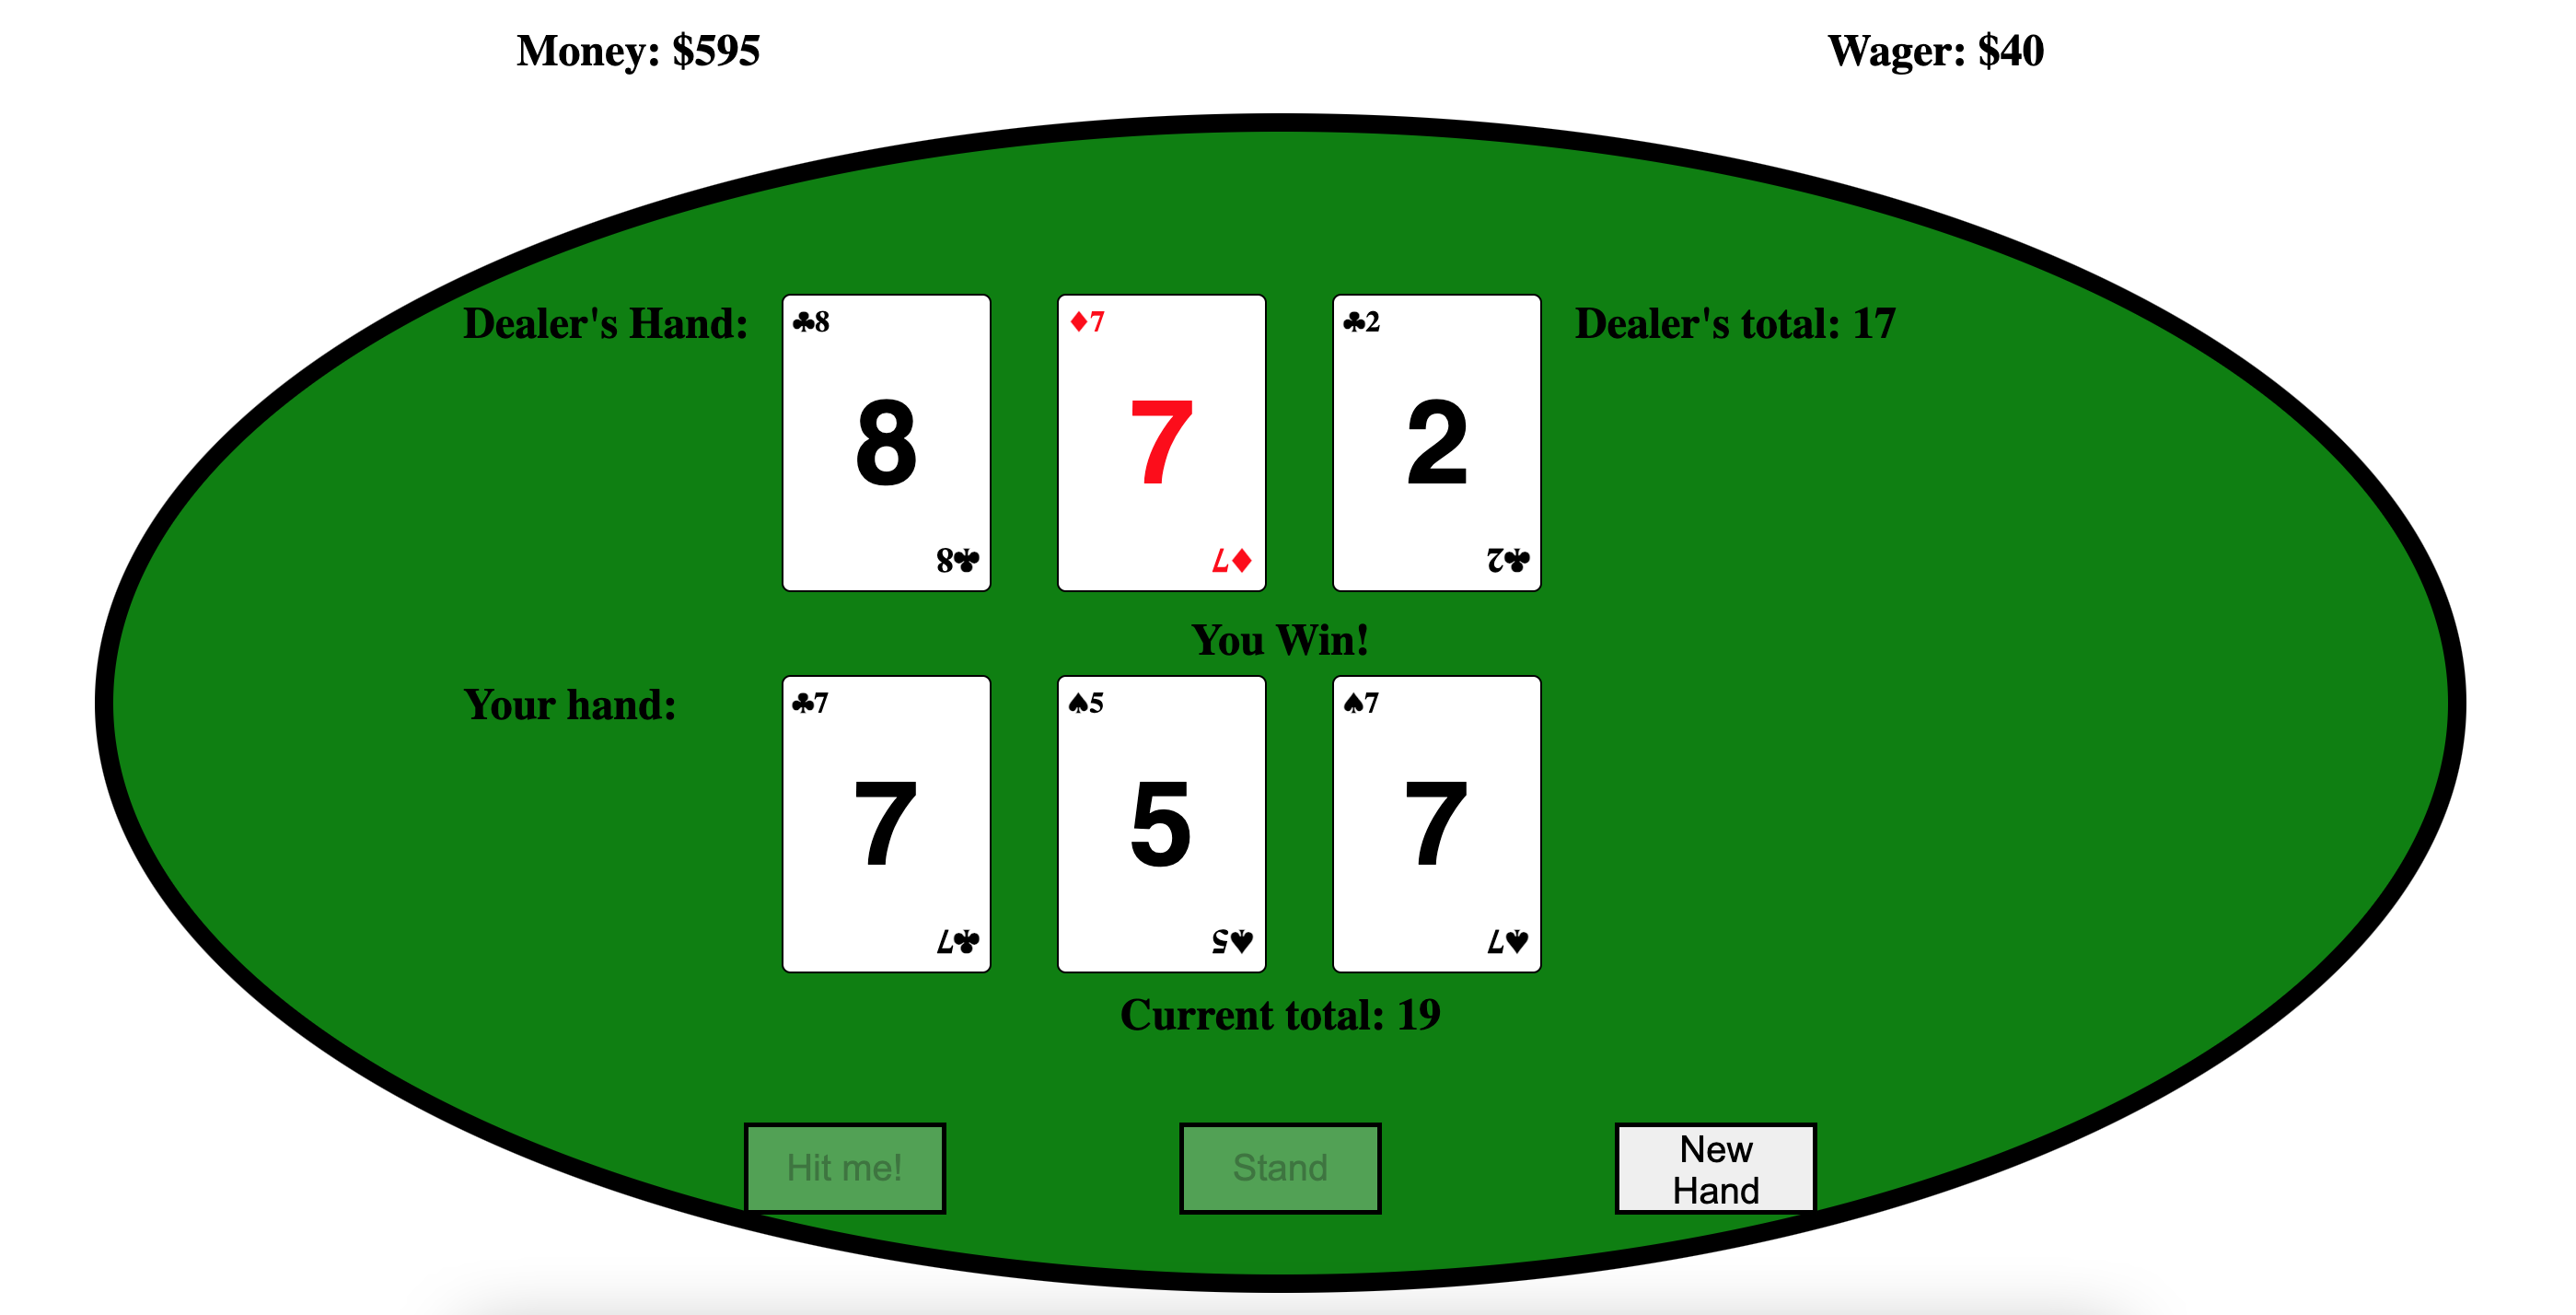 Money: $595
Wager: $40
Dealer's Hand:
♣8
8
♣8
♦7
7
♦7
♣2
2
♣2
Dealer's total: 17
You Win!
Your hand:
♣7
7
♣7
♠5
5
♠5
♠7
7
♠7
Current total: 19
Hit me!
Stand
New
Hand